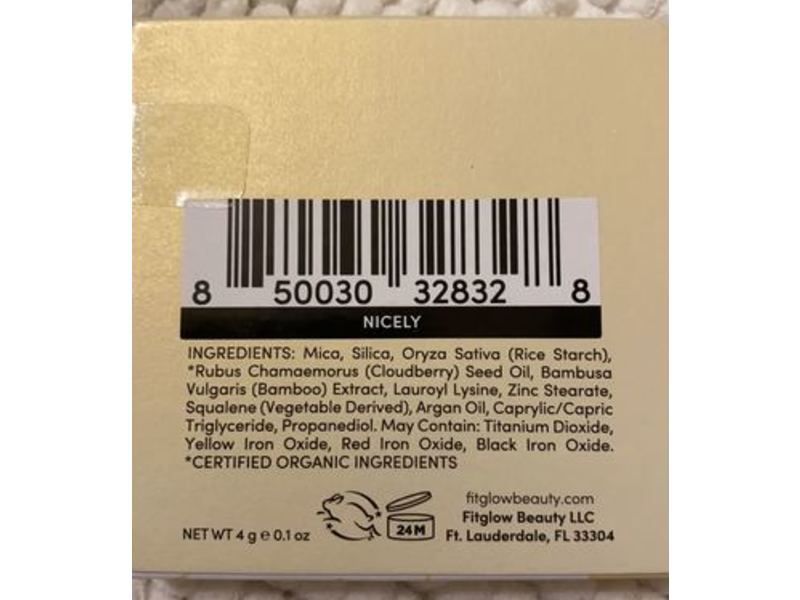 8 50030 32832 8
NICELY
INGREDIENTS: Mica, Silica, Oryza Sativa (Rice Starch),
*Rubus Chamaemorus (Cloudberry) Seed Oil, Bambusa
Vulgaris (Bamboo) Extract, Lauroyl Lysine, Zinc Stearate,
Squalene (Vegetable Derived), Argan Oil, Caprylic/Capric
Triglyceride, Propanediol. May Contain: Titanium Dioxide,
Yellow Iron Oxide, Red Iron Oxide, Black Iron Oxide.
*CERTIFIED ORGANIC INGREDIENTS
NET WT 4 g e 0.1 oz
24M
fitglowbeauty.com
Fitglow Beauty LLC
Ft. Lauderdale, FL 33304